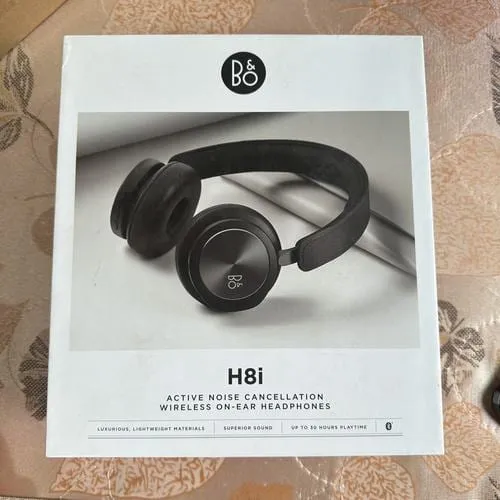 B&O
B&O
H8i
ACTIVE NOISE CANCELLATION
WIRELESS ON-EAR HEADPHONES
LUXURIOUS, LIGHTWEIGHT MATERIALS | SUPERIOR SOUND | UP TO 30 HOURS PLAYTIME